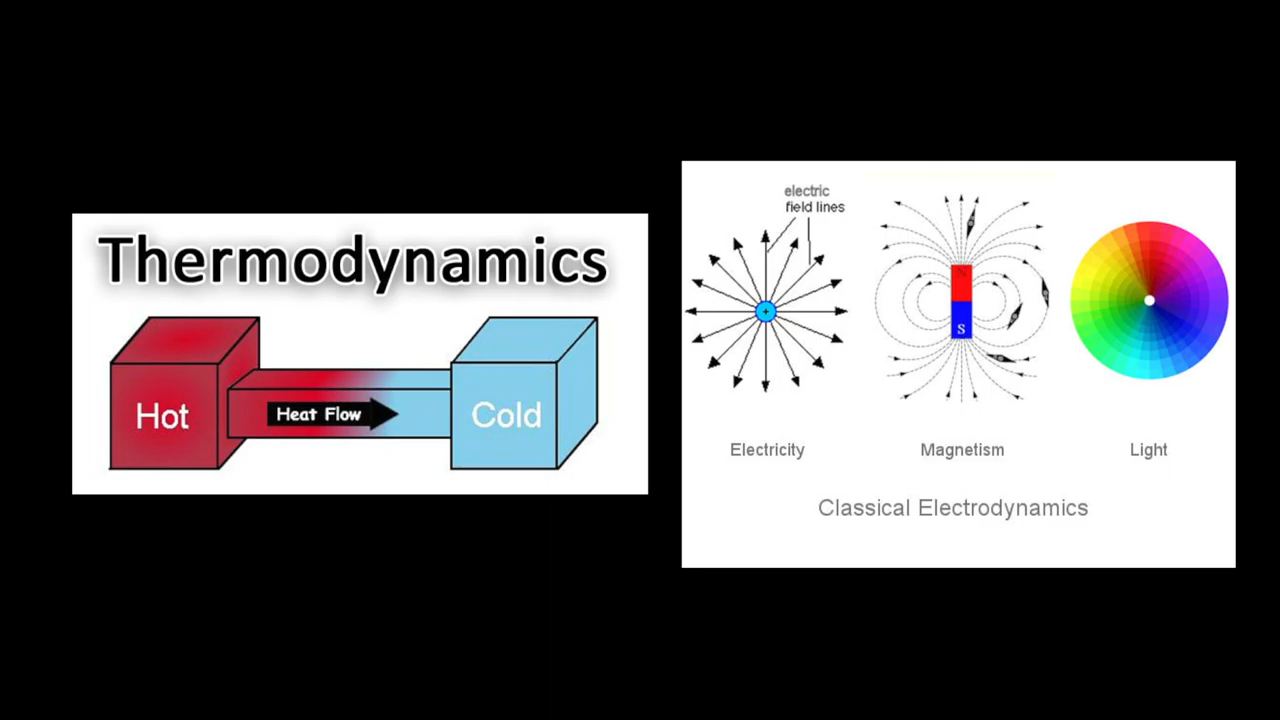 Thermodynamics
Hot
Heat Flow
Cold
electric
field lines
+
N
S
Electricity
Magnetism
Light
Classical Electrodynamics